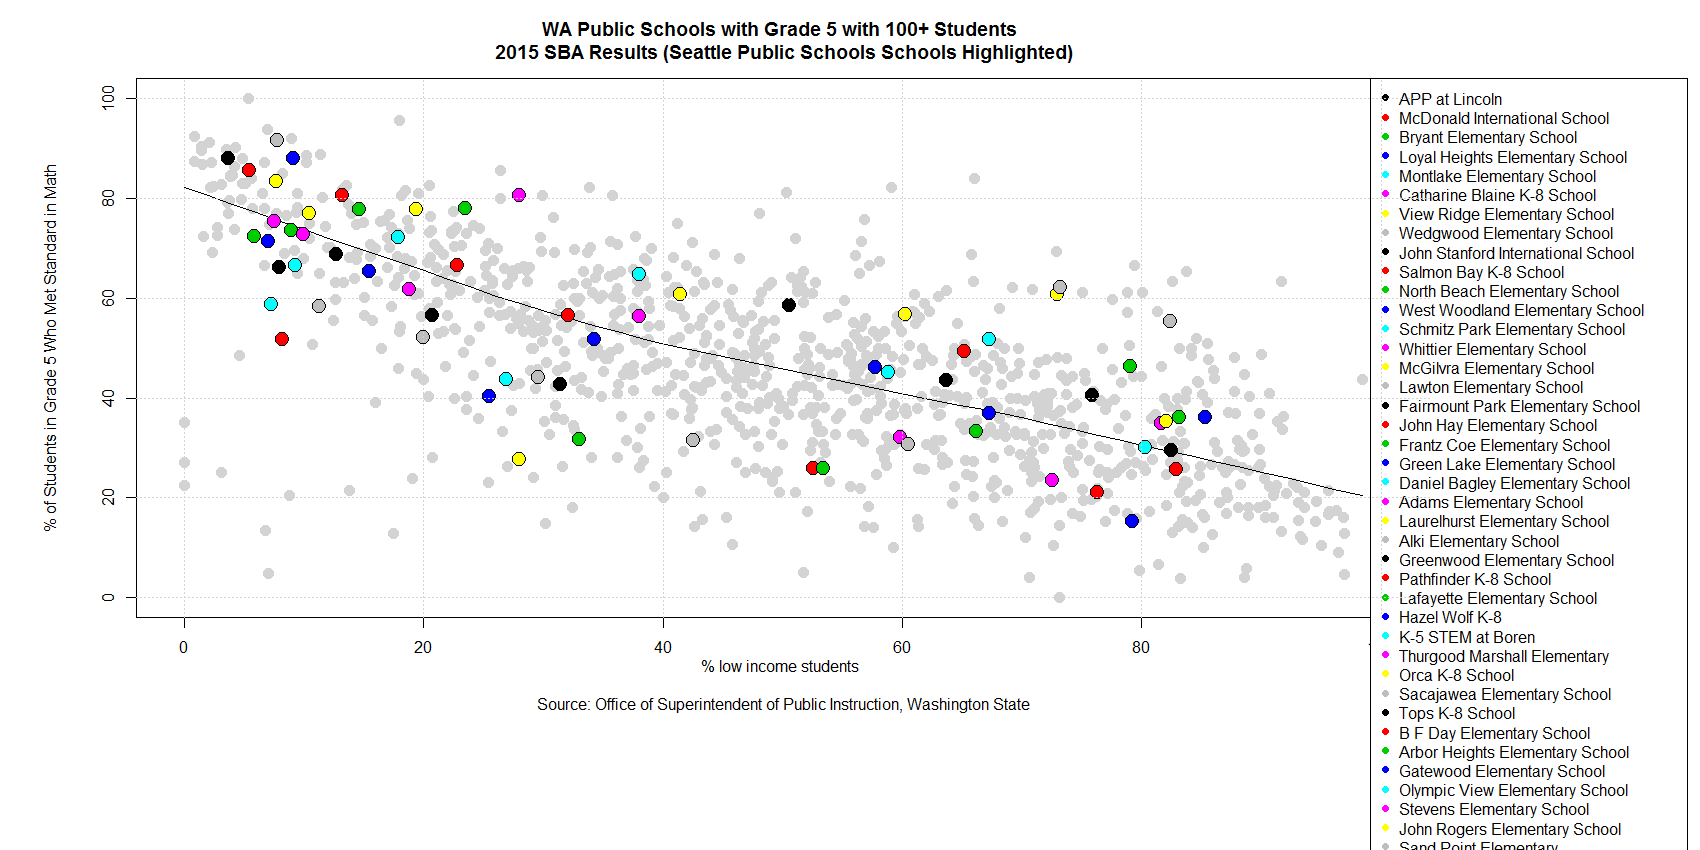 WA Public Schools with Grade 5 with 100+ Students
2015 SBA Results (Seattle Public Schools Schools Highlighted)
% of Students in Grade 5 Who Met Standard in Math
100
80
60
40
20
0
0
20
40
60
80
% low income students
Source: Office of Superintendent of Public Instruction, Washington State
APP at Lincoln
McDonald International School
Bryant Elementary School
Loyal Heights Elementary School
Montlake Elementary School
Catharine Blaine K-8 School
View Ridge Elementary School
Wedgwood Elementary School
John Stanford International School
Salmon Bay K-8 School
North Beach Elementary School
West Woodland Elementary School
Schmitz Park Elementary School
Whittier Elementary School
McGilvra Elementary School
Lawton Elementary School
Fairmount Park Elementary School
John Hay Elementary School
Frantz Coe Elementary School
Green Lake Elementary School
Daniel Bagley Elementary School
Adams Elementary School
Laurelhurst Elementary School
Alki Elementary School
Greenwood Elementary School
Pathfinder K-8 School
Lafayette Elementary School
Hazel Wolf K-8
K-5 STEM at Boren
Thurgood Marshall Elementary
Orca K-8 School
Sacajawea Elementary School
Tops K-8 School
B F Day Elementary School
Arbor Heights Elementary School
Gatewood Elementary School
Olympic View Elementary School
Stevens Elementary School
John Rogers Elementary School
Sand Point Elementary